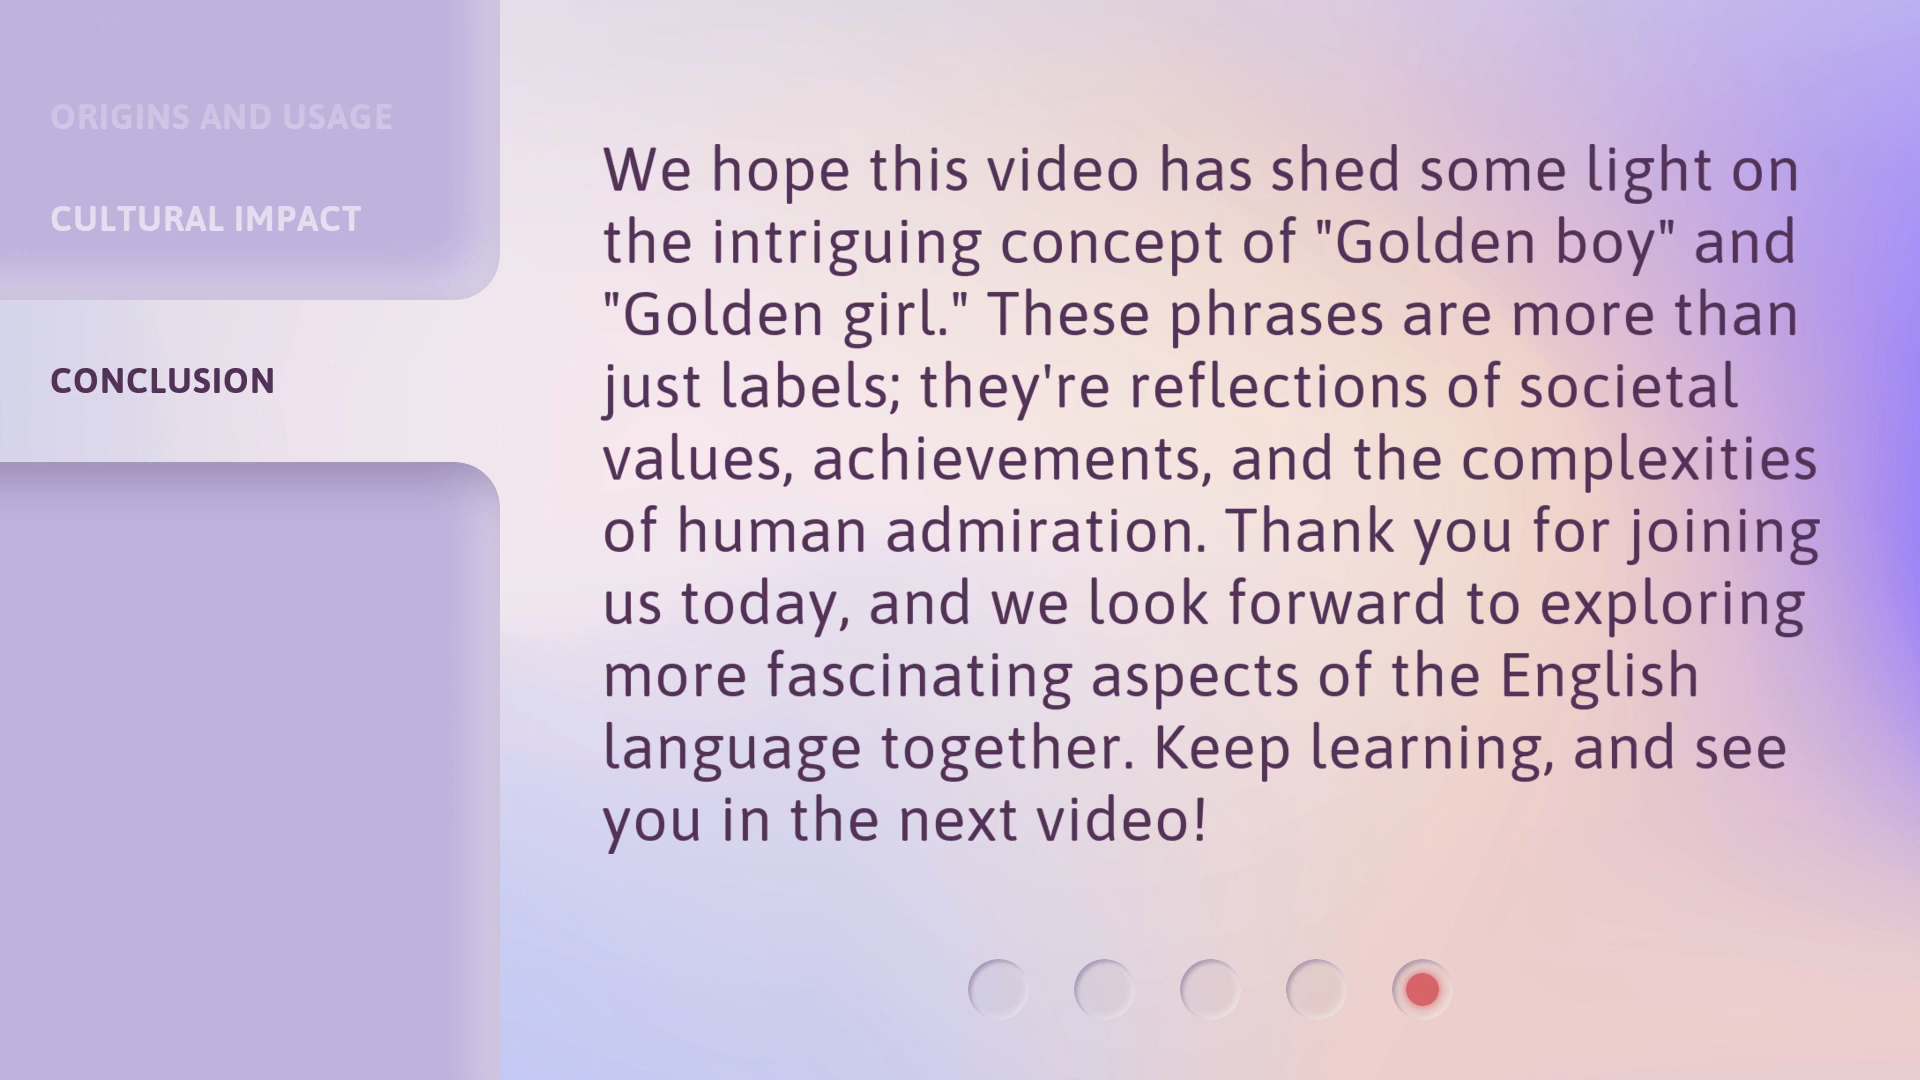 ORIGINS AND USAGE
CULTURAL IMPACT
CONCLUSION
We hope this video has shed some light on
the intriguing concept of "Golden boy" and
"Golden girl." These phrases are more than
just labels; they're reflections of societal
values, achievements, and the complexities
of human admiration. Thank you for joining
us today, and we look forward to exploring
more fascinating aspects of the English
language together. Keep learning, and see
you in the next video!